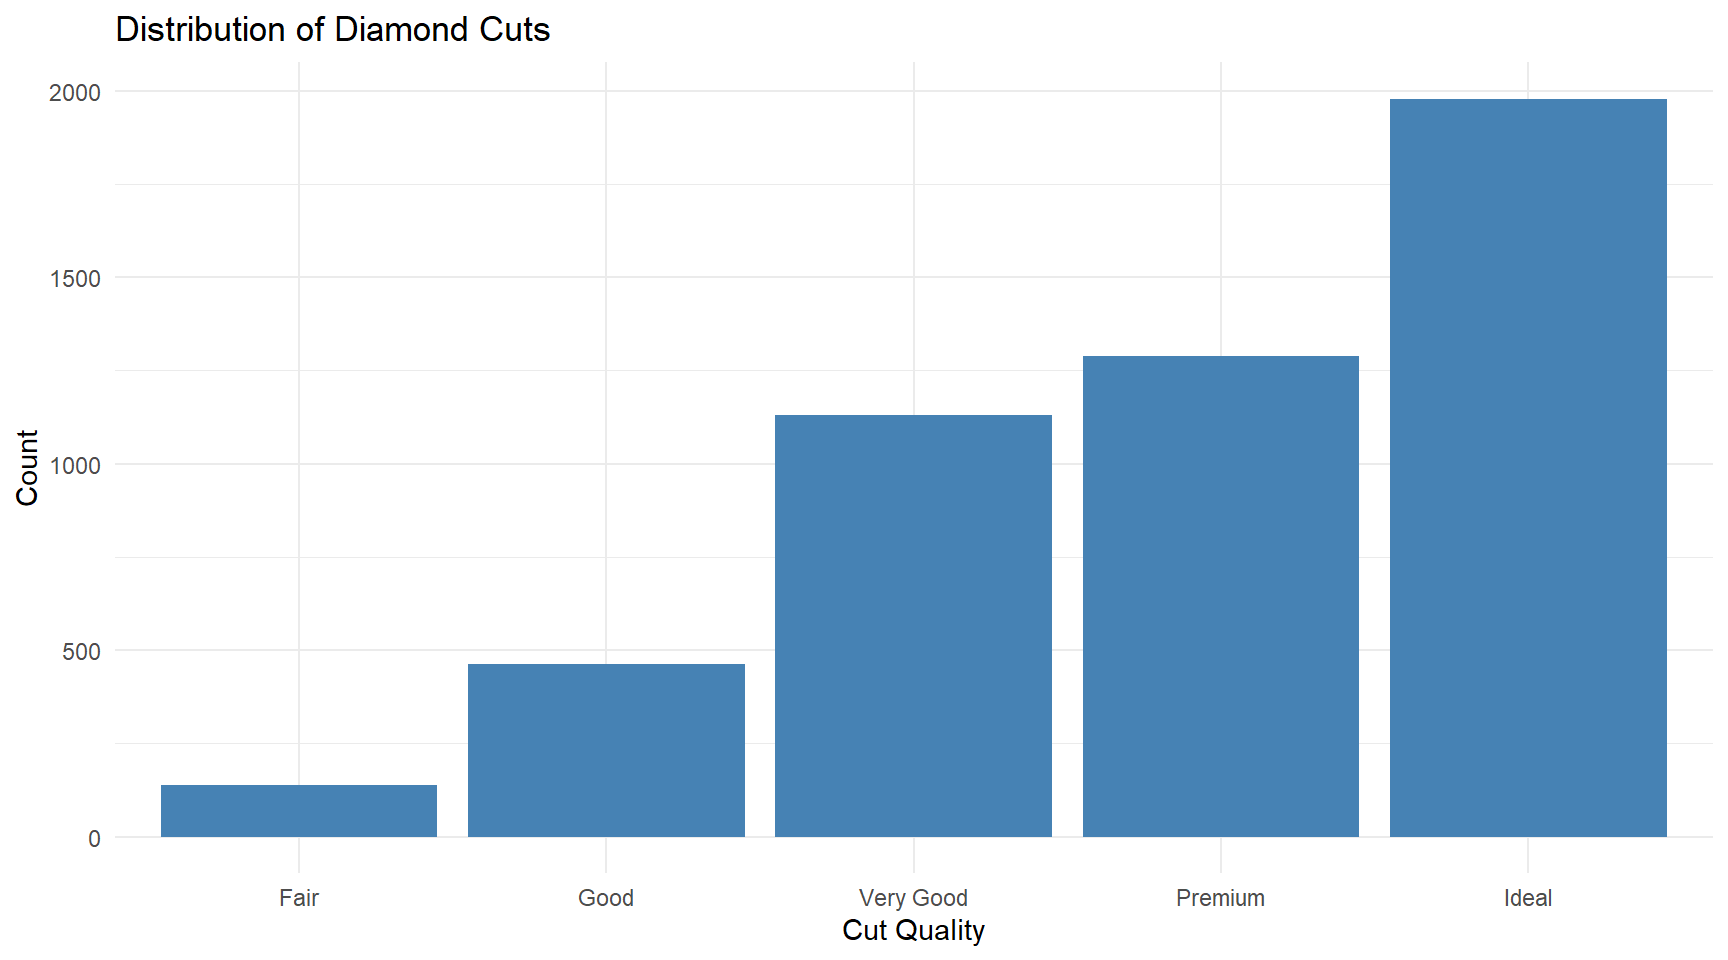 Distribution of Diamond Cuts
2000
1500
1000
500
0
Count
Fair Good Very Good Premium Ideal
Cut Quality